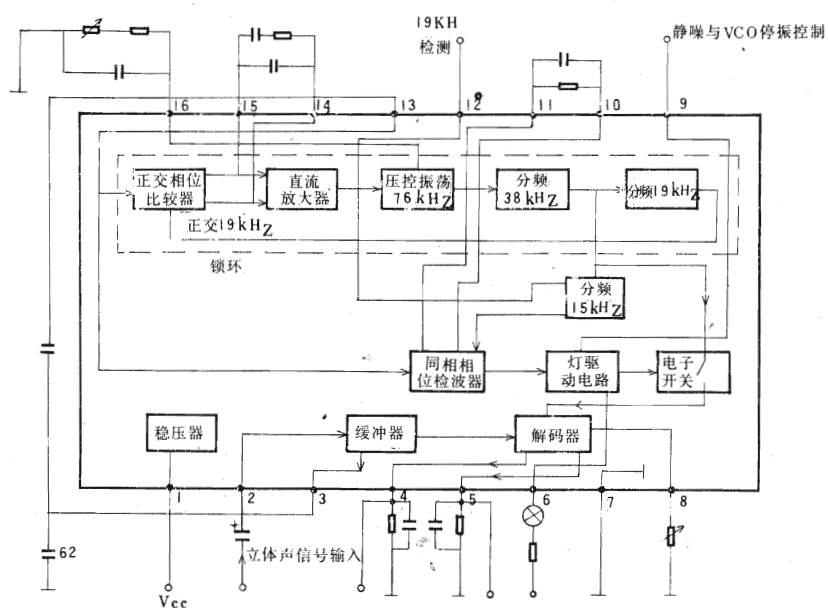 19KH
检测
静噪与VCO停振控制
16
15
14
13
12
11
10
9
正交相位
比较器
直流
放大器
压控振荡
76kHz
分频
38kHz
分频19kHz
正交19kHz
锁环
分频
15kHz
同相相
位检波器
灯驱
动电路
电子
开关
稳压器
缓冲器
解码器
1
2
3
4
5
6
7
8
62
立体声信号输入
Vcc